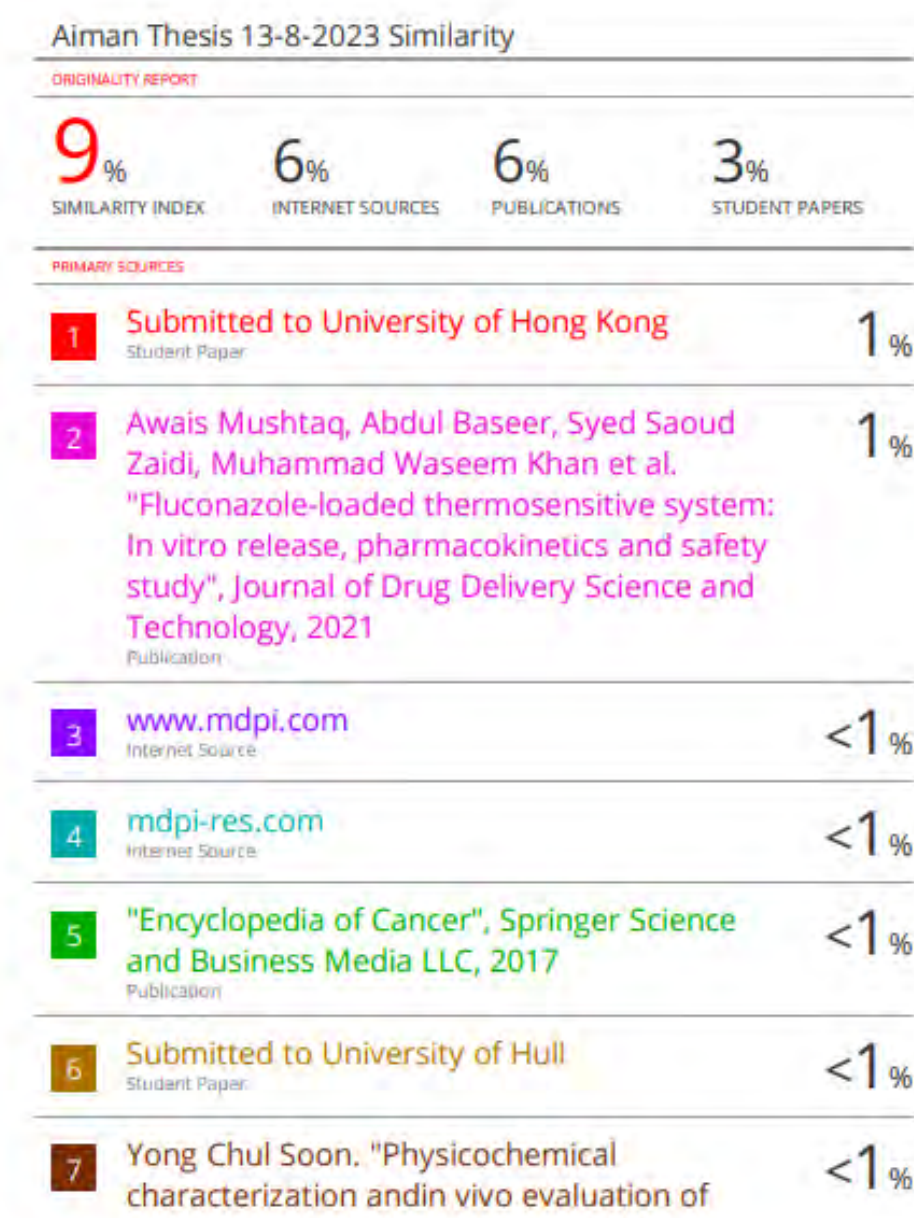 Aiman Thesis 13-8-2023 Similarity
ORIGINALITY REPORT
9% 6% 6% 3%
SIMILARITY INDEX INTERNET SOURCES PUBLICATIONS STUDENT PAPERS
PRIMARY SOURCES
1 Submitted to University of Hong Kong 1%
Student Paper
2 Awais Mushtaq, Abdul Baseer, Syed Saoud 1%
Zaidi, Muhammad Waseem Khan et al.
"Fluconazole-loaded thermosensitive system:
In vitro release, pharmacokinetics and safety
study", Journal of Drug Delivery Science and
Technology, 2021
Publication
3 www.mdpi.com <1%
Internet Source
4 mdpi-res.com <1%
Internet Source
5 "Encyclopedia of Cancer", Springer Science <1%
and Business Media LLC, 2017
Publication
6 Submitted to University of Hull <1%
Student Paper
7 Yong Chul Soon. "Physicochemical <1%
characterization andin vivo evaluation of